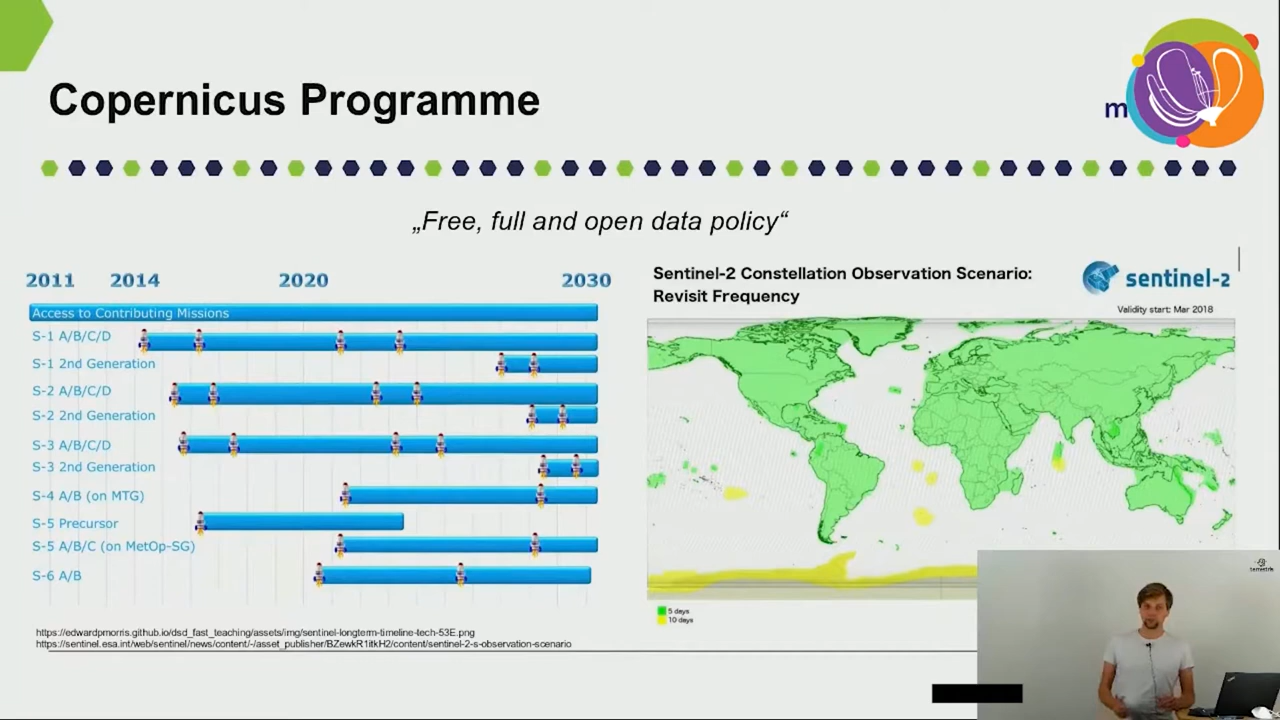 Copernicus Programme
m
„Free, full and open data policy“
2011 2014 2020 2030
Access to Contributing Missions
S-1 A/B/C/D
S-1 2nd Generation
S-2 A/B/C/D
S-2 2nd Generation
S-3 A/B/C/D
S-3 2nd Generation
S-4 A/B (on MTG)
S-5 Precursor
S-5 A/B/C (on MetOp-SG)
S-6 A/B
Sentinel-2 Constellation Observation Scenario:
Revisit Frequency
sentinel-2
Validity start: Mar 2018
5 days
10 days
https://edwardpmorris.github.io/dsd_fast_teaching/assets/img/sentinel-longterm-timeline-tech-53E.png
https://sentinel.esa.int/web/sentinel/news/content/-/asset_publisher/BZewkR1itkH2/content/sentinel-2-s-observation-scenario
terrestris